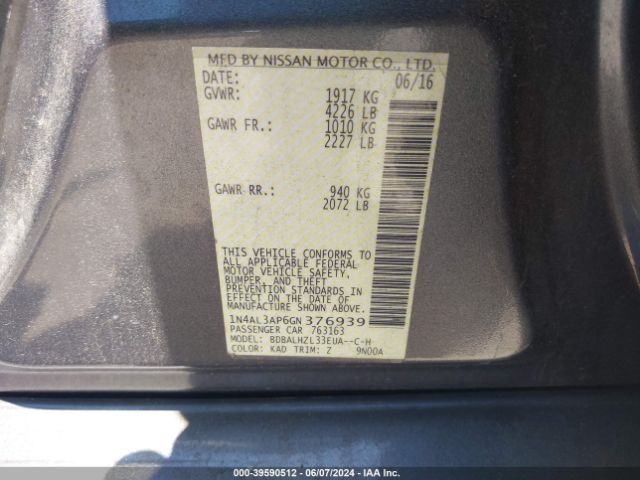 MFD BY NISSAN MOTOR CO., LTD.
DATE: 06/16
GVWR: 1917 KG
4226 LB
GAWR FR.: 1010 KG
2227 LB
GAWR RR.: 940 KG
2072 LB
THIS VEHICLE CONFORMS TO
ALL APPLICABLE FEDERAL
MOTOR VEHICLE SAFETY,
BUMPER, AND THEFT
PREVENTION STANDARDS IN
EFFECT ON THE DATE OF
MANUFACTURE SHOWN ABOVE.
1N4AL3AP6GN376939
PASSENGER CAR 763163
MODEL: BDBALHZL33EUA--C-H
COLOR: KAD TRIM: Z 9N00A
000-39590512 - 06/07/2024 - IAA Inc.